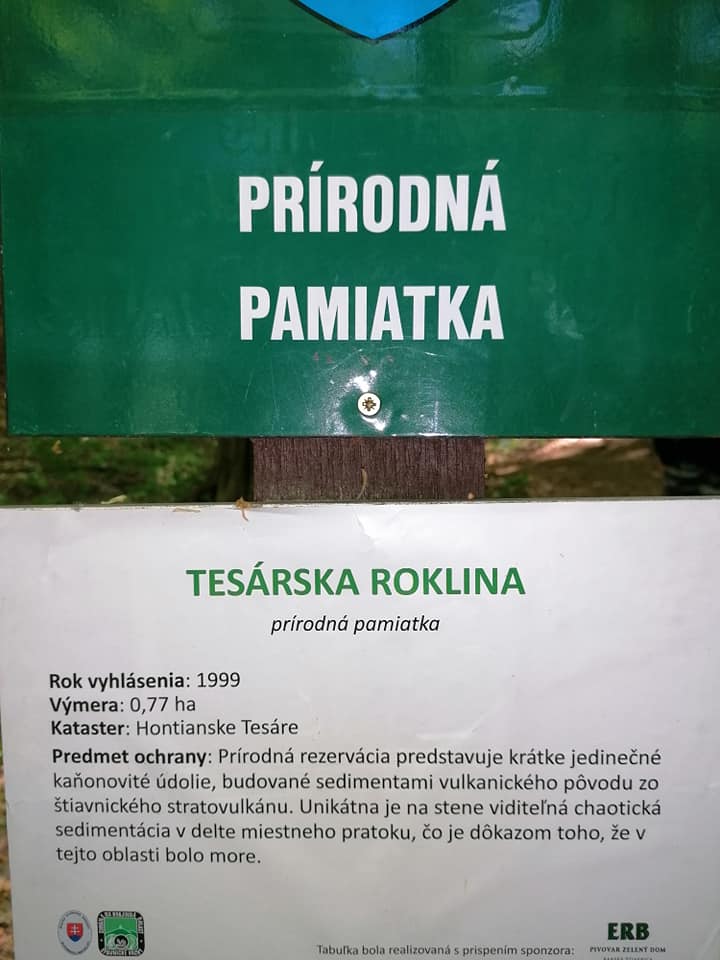 PRÍRODNÁ
PAMIATKA
TESÁRSKA ROKLINA
prírodná pamiatka
Rok vyhlásenia: 1999
Výmera: 0,77 ha
Kataster: Hontianske Tesáre
Predmet ochrany: Prírodná rezervácia predstavuje krátke jedinečné
kaňonovité údolie, budované sedimentami vulkanického pôvodu zo
štiavnického stratovulkánu. Unikátna je na stene viditeľná chaotická
sedimentácia v delte miestneho pratoku, čo je dôkazom toho, že v
tejto oblasti bolo more.
Tabuľka bola realizovaná s prispením sponzora:
ERB
PIVOVAR ZELENÝ DOM